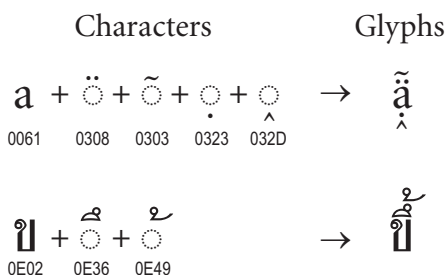 Characters Glyphs
a + ◌̈ + ◌̃ + ◌̣ + ◌̭ → ạ̭̈̃
0061 0308 0303 0323 032D
ข + ◌ึ + ◌้ → ขึ้
0E02 0E36 0E49